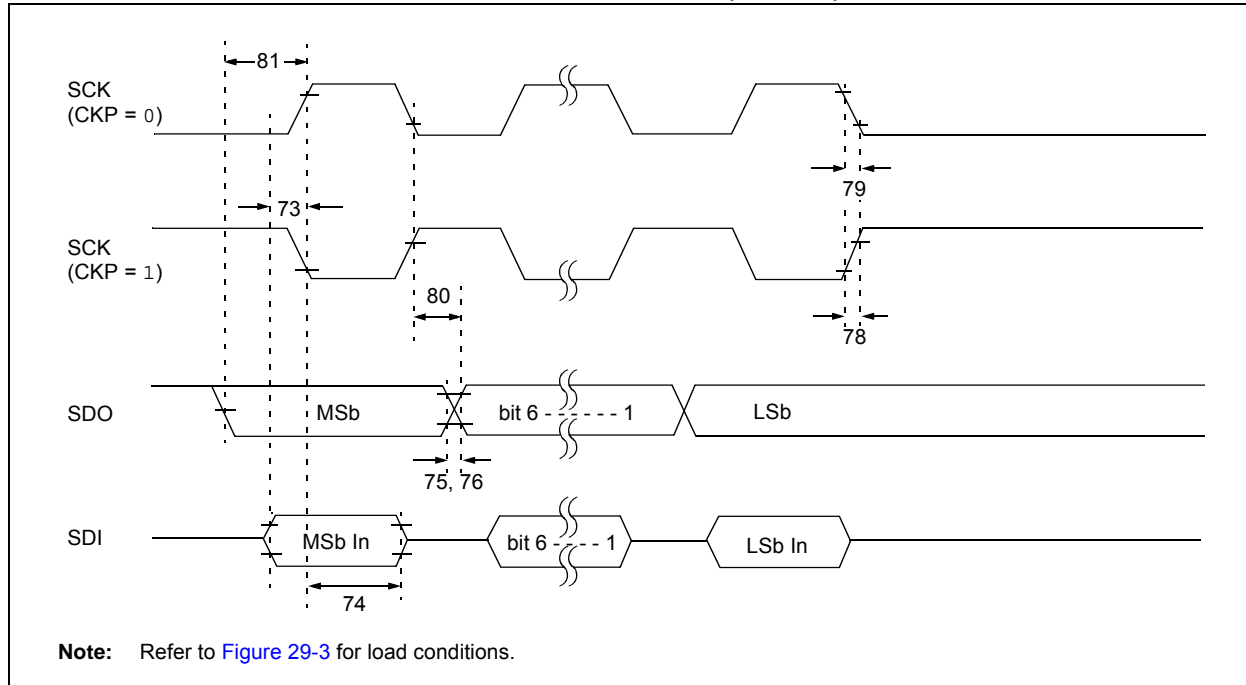 81
SCK
(CKP = 0)
79
73
SCK
(CKP = 1)
80
78
SDO
MSb
bit 6 - - - - - - 1
LSb
75, 76
SDI
MSb In
bit 6 - - - - - 1
LSb In
74
Note: Refer to Figure 29-3 for load conditions.